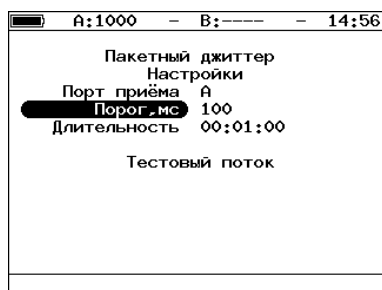 A:1000 – B:---- – 14:56
Пакетный джиттер
Настройки
Порт приёма A
Порог,мс 100
Длительность 00:01:00
Тестовый поток